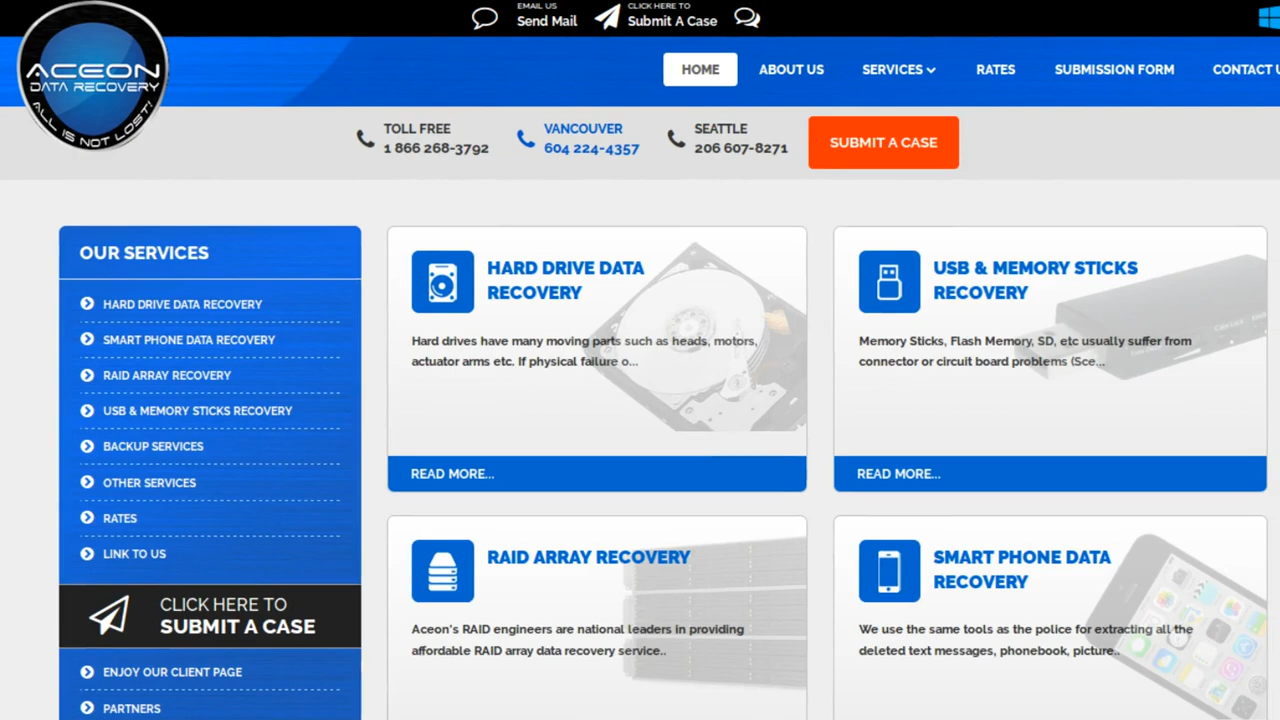 EMAIL US
Send Mail
CLICK HERE TO
Submit A Case
ACEON
DATA RECOVERY
ALL IS NOT LOST!
HOME
ABOUT US
SERVICES
RATES
SUBMISSION FORM
CONTACT U
TOLL FREE
1 866 268-3792
VANCOUVER
604 224-4357
SEATTLE
206 607-8271
SUBMIT A CASE
OUR SERVICES
HARD DRIVE DATA RECOVERY
SMART PHONE DATA RECOVERY
RAID ARRAY RECOVERY
USB & MEMORY STICKS RECOVERY
BACKUP SERVICES
OTHER SERVICES
RATES
LINK TO US
CLICK HERE TO
SUBMIT A CASE
ENJOY OUR CLIENT PAGE
PARTNERS
HARD DRIVE DATA
RECOVERY
Hard drives have many moving parts such as heads, motors,
actuator arms etc. If physical failure o...
READ MORE...
USB & MEMORY STICKS
RECOVERY
Memory Sticks, Flash Memory, SD, etc usually suffer from
connector or circuit board problems (Sce...
READ MORE...
RAID ARRAY RECOVERY
Aceon's RAID engineers are national leaders in providing
affordable RAID array data recovery service..
SMART PHONE DATA
RECOVERY
We use the same tools as the police for extracting all the
deleted text messages, phonebook, picture..